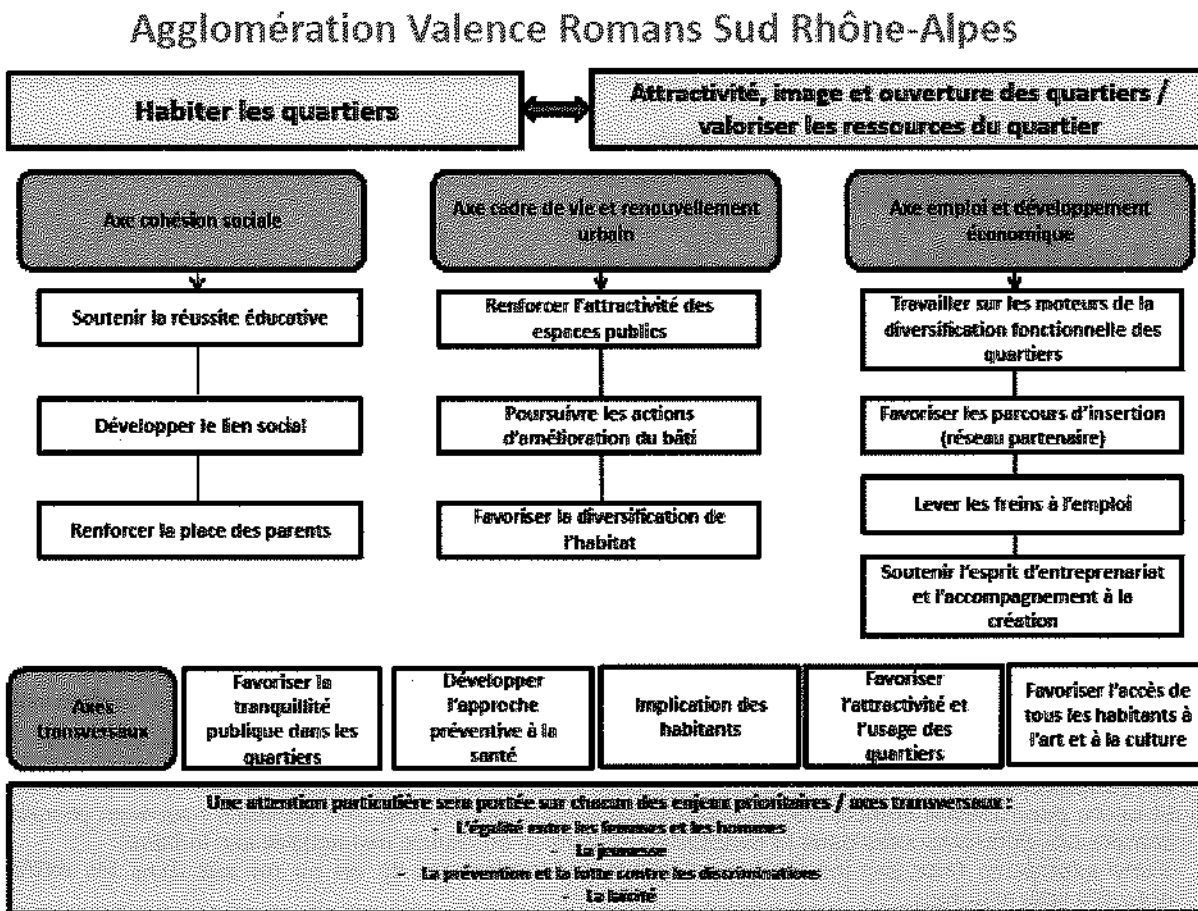 Agglomération Valence Romans Sud Rhône-Alpes
Habiter les quartiers
Attractivité, image et ouverture des quartiers /
valoriser les ressources du quartier
Axe cohésion sociale
Axe cadre de vie et renouvellement
urbain
Axe emploi et développement
économique
Soutenir la réussite éducative
Développer le lien social
Renforcer la place des parents
Renforcer l'attractivité des
espaces publics
Poursuivre les actions
d'amélioration du bâti
Favoriser la diversification de
l'habitat
Travailler sur les moteurs de la
diversification fonctionnelle des
quartiers
Favoriser les parcours d'insertion
(réseau partenaire)
Lever les freins à l'emploi
Soutenir l'esprit d'entreprenariat
et l'accompagnement à la
création
Axes
transversaux
Favoriser la
tranquillité
publique dans les
quartiers
Développer
l'approche
préventive à la
santé
Implication des
habitants
Favoriser
l'attractivité et
l'usage des
quartiers
Favoriser l'accès de
tous les habitants à
l'art et à la culture
Une attention particulière sera portée sur chacun des enjeux prioritaires / axes transversaux :
- L'égalité entre les femmes et les hommes
- La jeunesse
- La prévention et la lutte contre les discriminations
- La laïcité